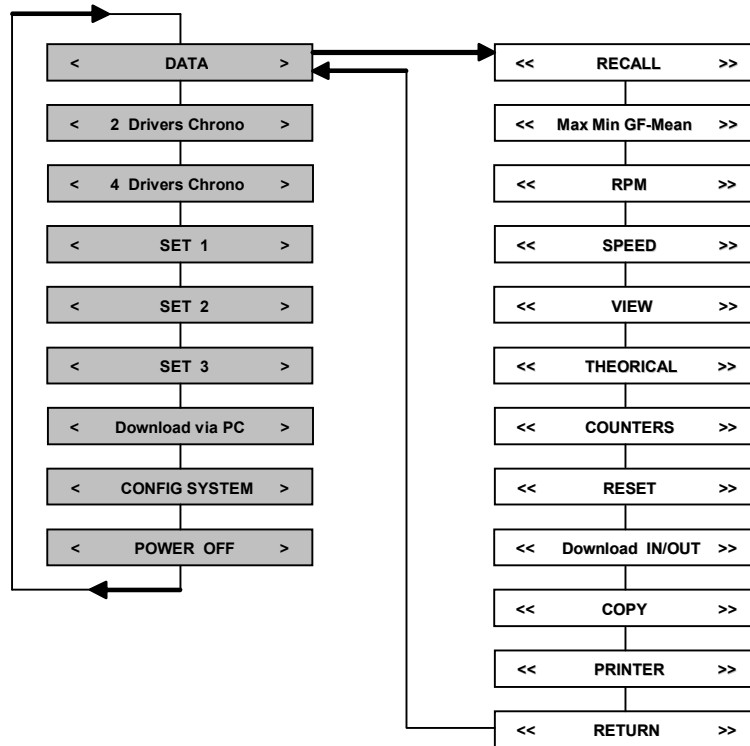 < DATA >
< 2 Drivers Chrono >
< 4 Drivers Chrono >
< SET 1 >
< SET 2 >
< SET 3 >
< Download via PC >
< CONFIG SYSTEM >
< POWER OFF >
<< RECALL >>
<< Max Min GF-Mean >>
<< RPM >>
<< SPEED >>
<< VIEW >>
<< THEORICAL >>
<< COUNTERS >>
<< RESET >>
<< Download IN/OUT >>
<< COPY >>
<< PRINTER >>
<< RETURN >>